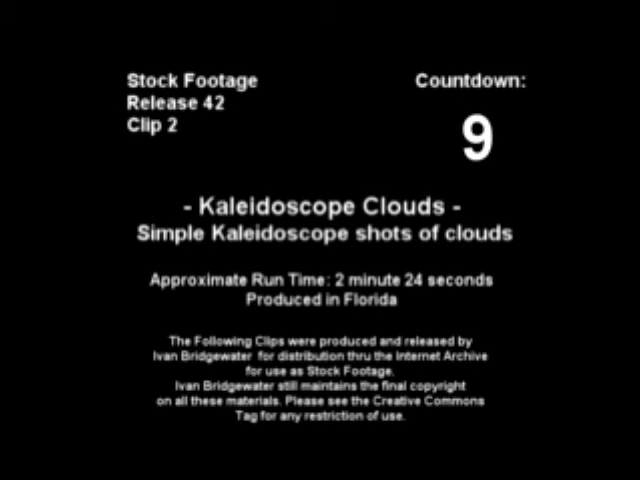 Stock Footage
Release 42
Clip 2
Countdown:
9
- Kaleidoscope Clouds -
Simple Kaleidoscope shots of clouds
Approximate Run Time: 2 minute 24 seconds
Produced in Florida
The Following Clips were produced and released by
Ivan Bridgewater for distribution thru the Internet Archive
for use as Stock Footage.
Ivan Bridgewater still maintains the final copyright
on all these materials. Please see the Creative Commons
Tag for any restriction of use.